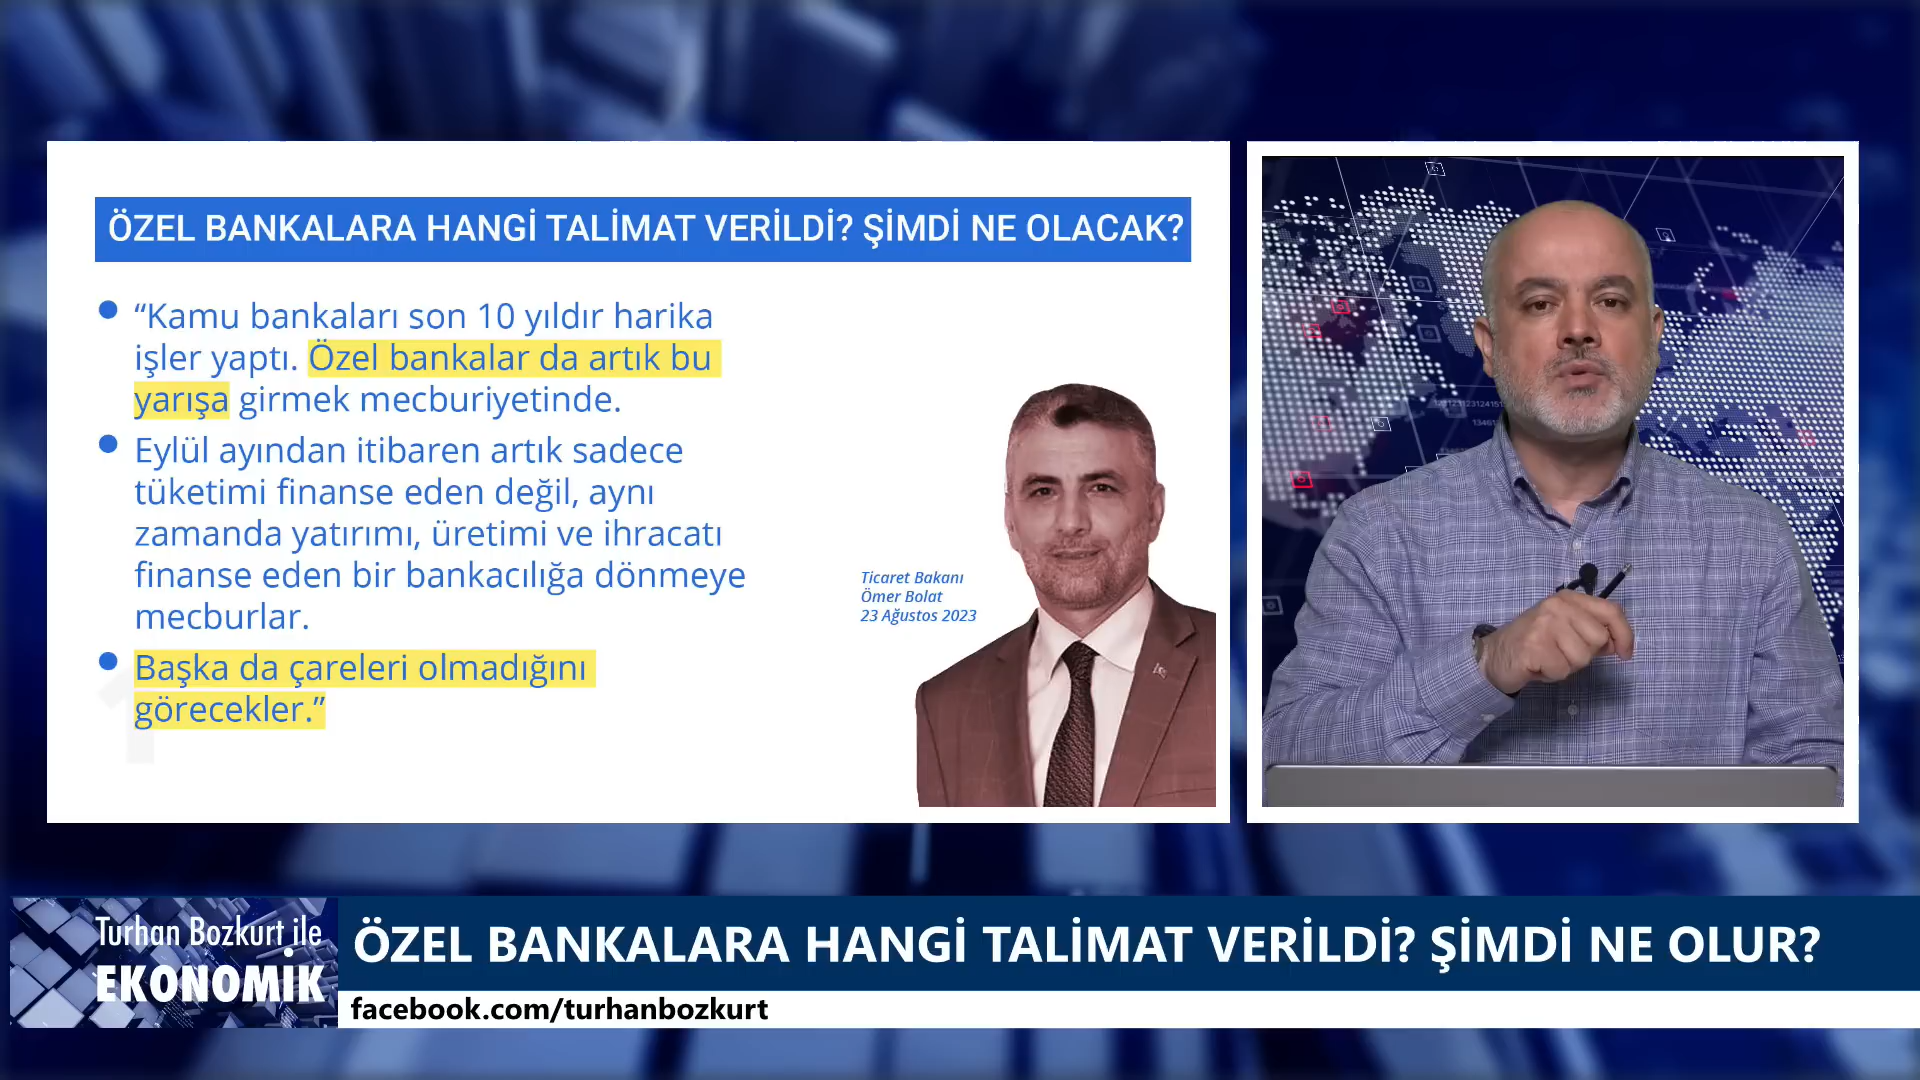 ÖZEL BANKALARA HANGİ TALİMAT VERİLDİ? ŞİMDİ NE OLACAK?
“Kamu bankaları son 10 yıldır harika
işler yaptı. Özel bankalar da artık bu
yarışa girmek mecburiyetinde.
Eylül ayından itibaren artık sadece
tüketimi finanse eden değil, aynı
zamanda yatırımı, üretimi ve ihracatı
finanse eden bir bankacılığa dönmeye
mecburlar.
Başka da çareleri olmadığını
görecekler.”
1
Ticaret Bakanı
Ömer Bolat
23 Ağustos 2023
Turhan Bozkurt ile
EKONOMİK
ÖZEL BANKALARA HANGİ TALİMAT VERİLDİ? ŞİMDİ NE OLUR?
facebook.com/turhanbozkurt